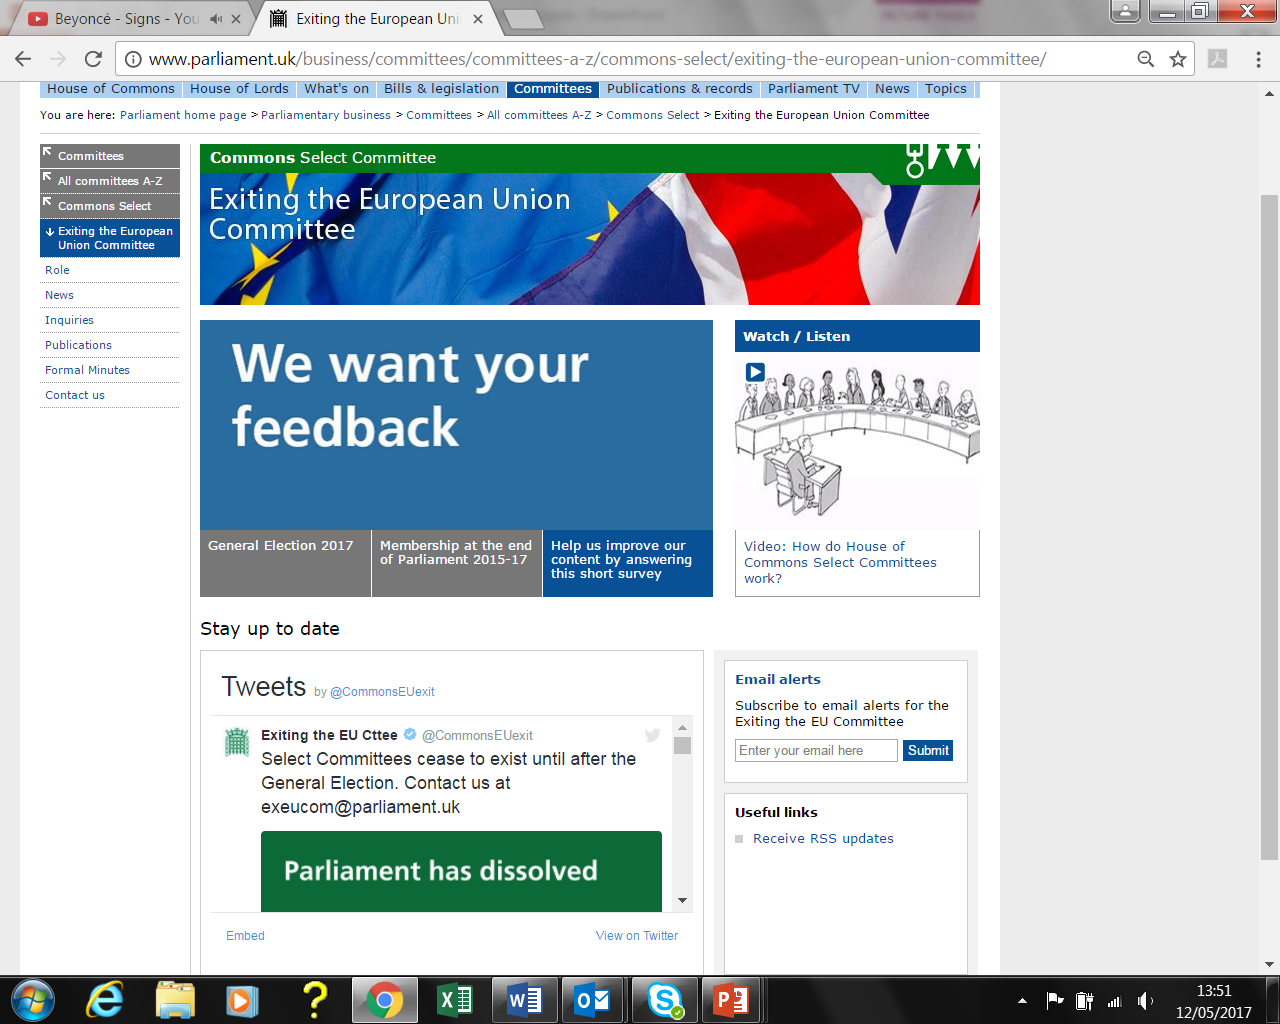 Beyoncé - Signs - You
Exiting the European Uni
www.parliament.uk/business/committees/committees-a-z/commons-select/exiting-the-european-union-committee/
House of Commons House of Lords What's on Bills & legislation Committees Publications & records Parliament TV News Topics
You are here: Parliament home page > Parliamentary business > Committees > All committees A-Z > Commons Select > Exiting the European Union Committee
Committees
All committees A-Z
Commons Select
Exiting the European
Union Committee
Role
News
Inquiries
Publications
Formal Minutes
Contact us
Commons Select Committee
Exiting the European Union
Committee
We want your
feedback
General Election 2017
Membership at the end
of Parliament 2015-17
Help us improve our
content by answering
this short survey
Watch / Listen
Video: How do House of
Commons Select Committees
work?
Stay up to date
Tweets by @CommonsEUexit
Exiting the EU Cttee @CommonsEUexit
Select Committees cease to exist until after the
General Election. Contact us at
exeucom@parliament.uk
Parliament has dissolved
Embed View on Twitter
Email alerts
Subscribe to email alerts for the
Exiting the EU Committee
Enter your email here Submit
Useful links
Receive RSS updates
13:51
12/05/2017